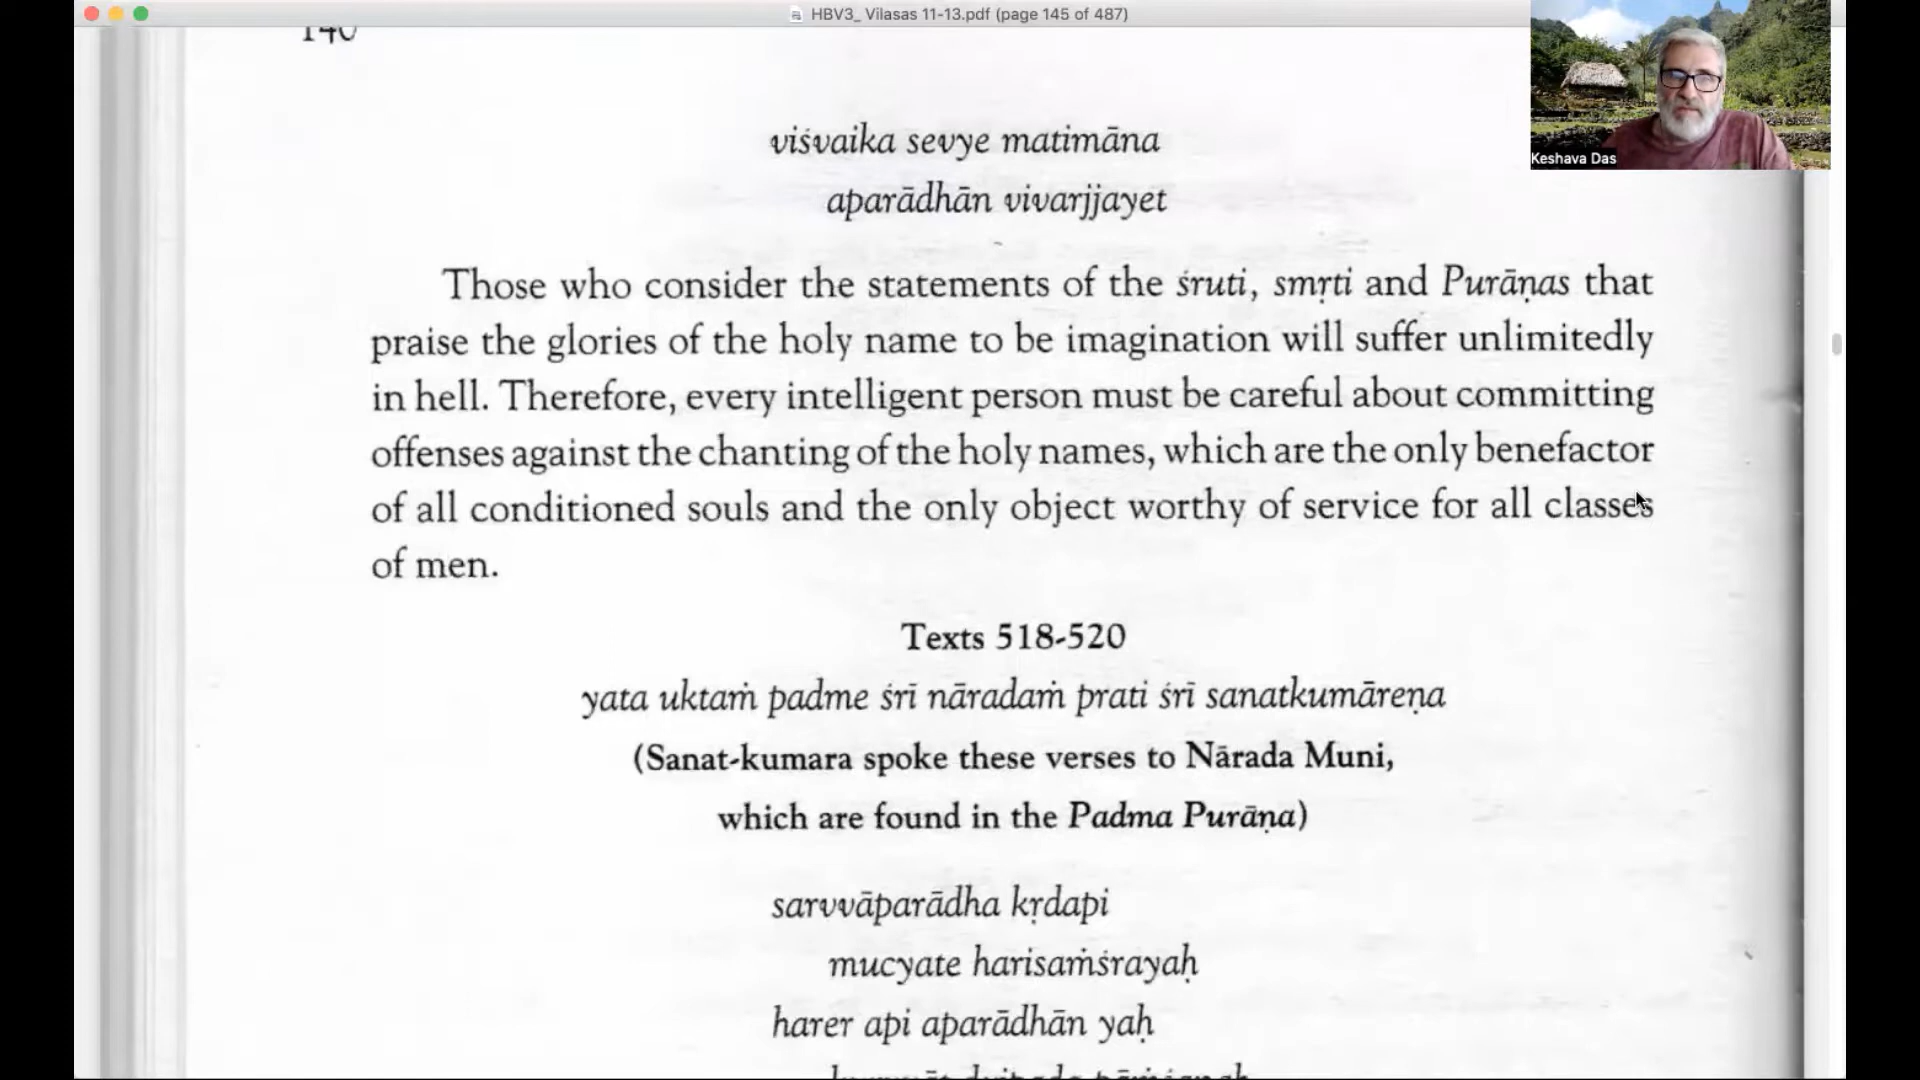 HBV3_ Vilasas 11-13.pdf (page 145 of 487)
140
Keshava Das
viśvaika sevye matimāna
aparādhān vivarjjayet
Those who consider the statements of the śruti, smṛti and Purāṇas that
praise the glories of the holy name to be imagination will suffer unlimitedly
in hell. Therefore, every intelligent person must be careful about committing
offenses against the chanting of the holy names, which are the only benefactor
of all conditioned souls and the only object worthy of service for all classes
of men.
Texts 518-520
yata uktaṁ padme śrī nāradaṁ prati śrī sanatkumāreṇa
(Sanat-kumara spoke these verses to Nārada Muni,
which are found in the Padma Purāṇa)
sarvvāparādha kṛdapi
mucyate harisaṁśrayaḥ
harer api aparādhān yaḥ